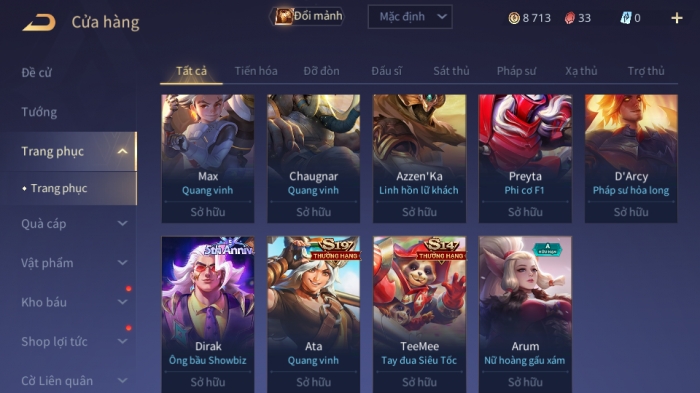 Cửa hàng
Đổi mảnh
Mặc định
8 713
33
0
Đề cử
Tướng
Trang phục
Trang phục
Quà cáp
Vật phẩm
Kho báu
Shop lợi tức
Cờ Liên quân
Tất cả Tiến hóa Đỡ đòn Đấu sĩ Sát thủ Pháp sư Xạ thủ Trợ thủ
Max
Quang vinh
Sở hữu
Chaugnar
Quang vinh
Sở hữu
Azzen'Ka
Linh hồn lữ khách
Sở hữu
Preyta
Phi cơ F1
Sở hữu
D'Arcy
Pháp sư hỏa long
Sở hữu
5th Anniv
Dirak
Ông bầu Showbiz
Sở hữu
S19
THƯỞNG HẠNG
Ata
Quang vinh
Sở hữu
S14
THƯỞNG HẠNG
TeeMee
Tay đua Siêu Tốc
Sở hữu
A
Arum
Nữ hoàng gấu xám
Sở hữu